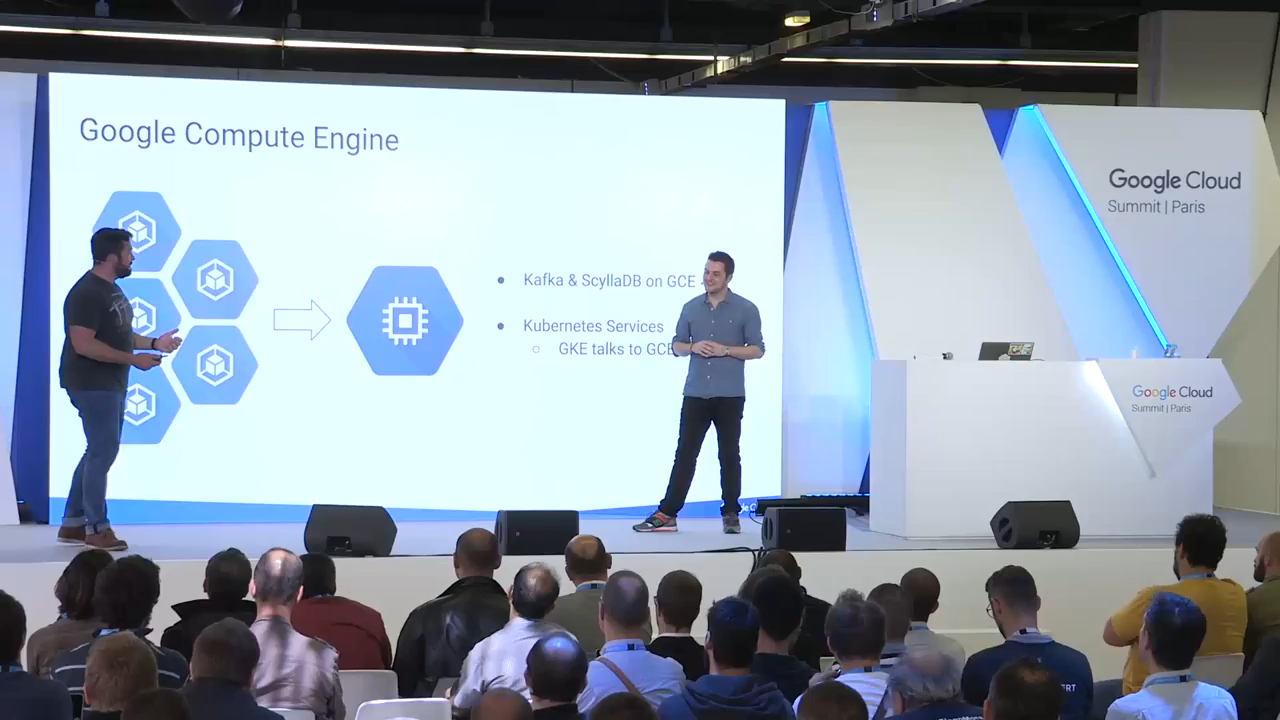 Google Compute Engine
Kafka & ScyllaDB on GCE
Kubernetes Services
GKE talks to GCE
Google Cloud
Summit | Paris
Google Cloud
Summit | Paris